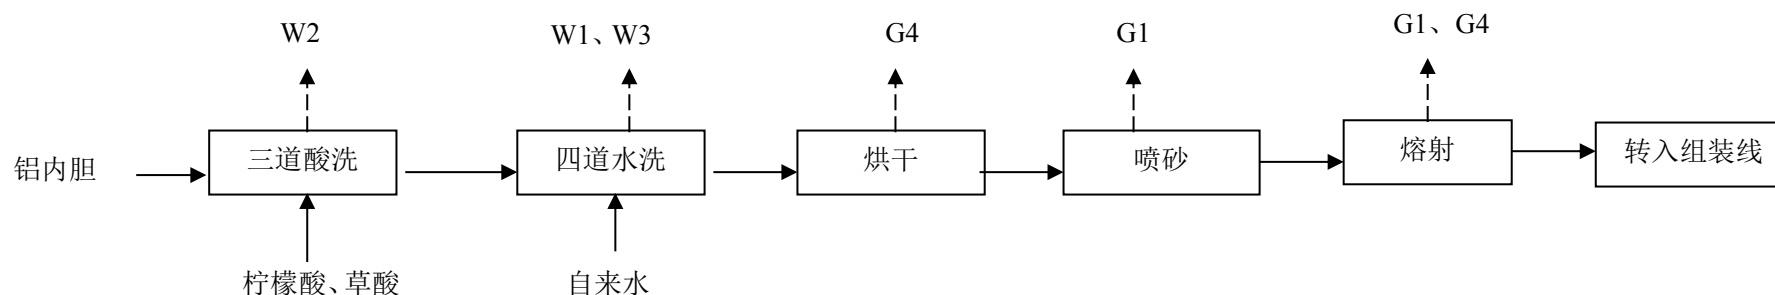 W2
W1、W3
G4
G1
G1、G4
铝内胆
三道酸洗
四道水洗
烘干
喷砂
熔射
转入组装线
柠檬酸、草酸
自来水